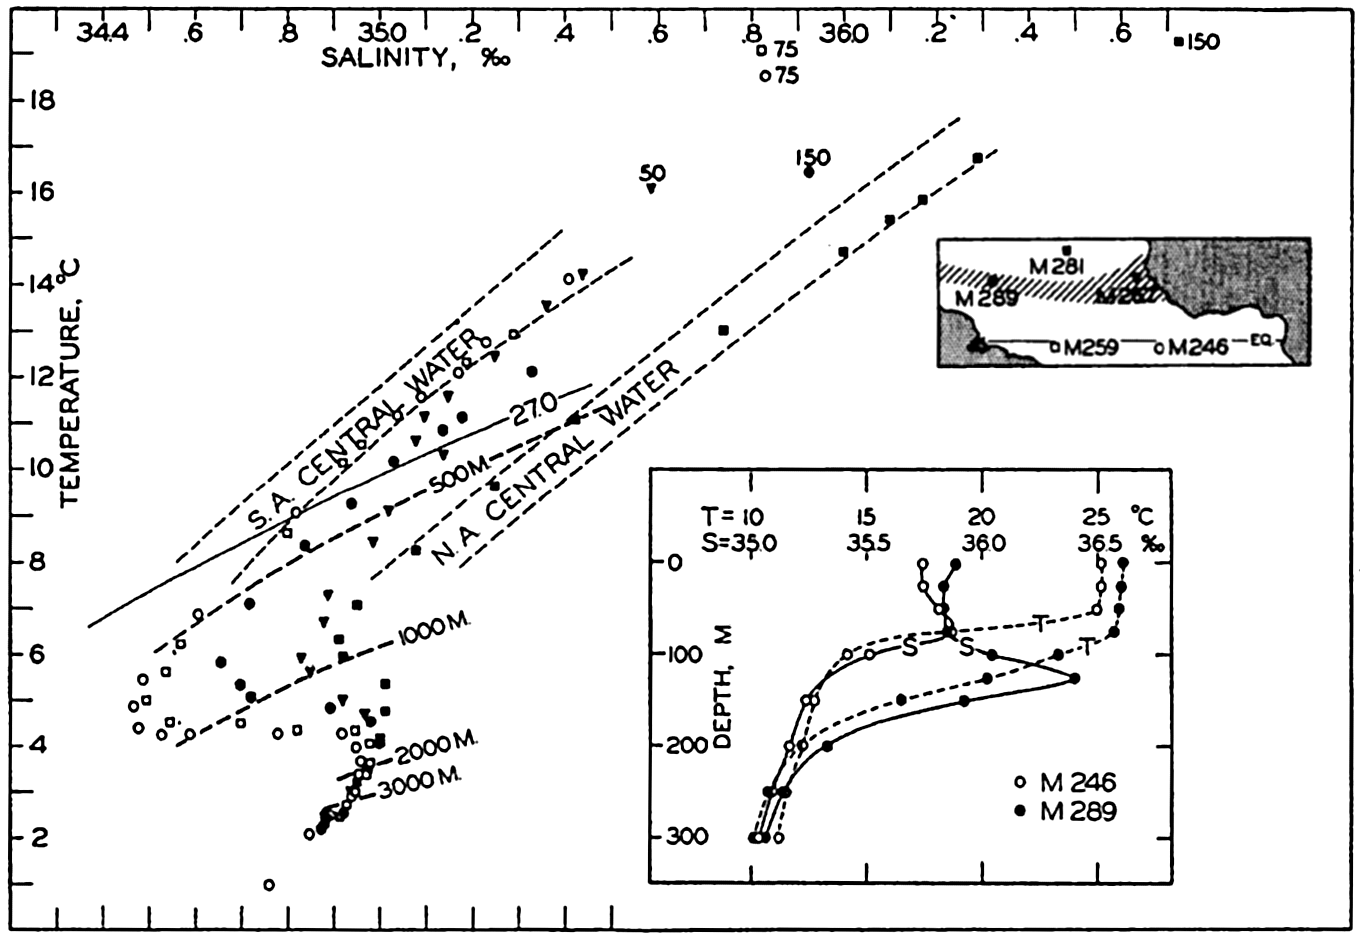 34.4 .6 .8 35.0 .2 .4 .6 .8 36.0 .2 .4 .6
SALINITY, ‰
75
75
150
18
16
14
12
10
8
6
4
2
TEMPERATURE, °C
50
150
S.A. CENTRAL WATER
27.0
500 M.
N.A. CENTRAL WATER
1000 M.
2000 M.
3000 M.
M 281
M 289
M259
M246
EQ.
T = 10 15 20 25 °C
S=35.0 35.5 36.0 36.5 ‰
0
100
200
300
DEPTH, M
T
S S T
M 246
M 289